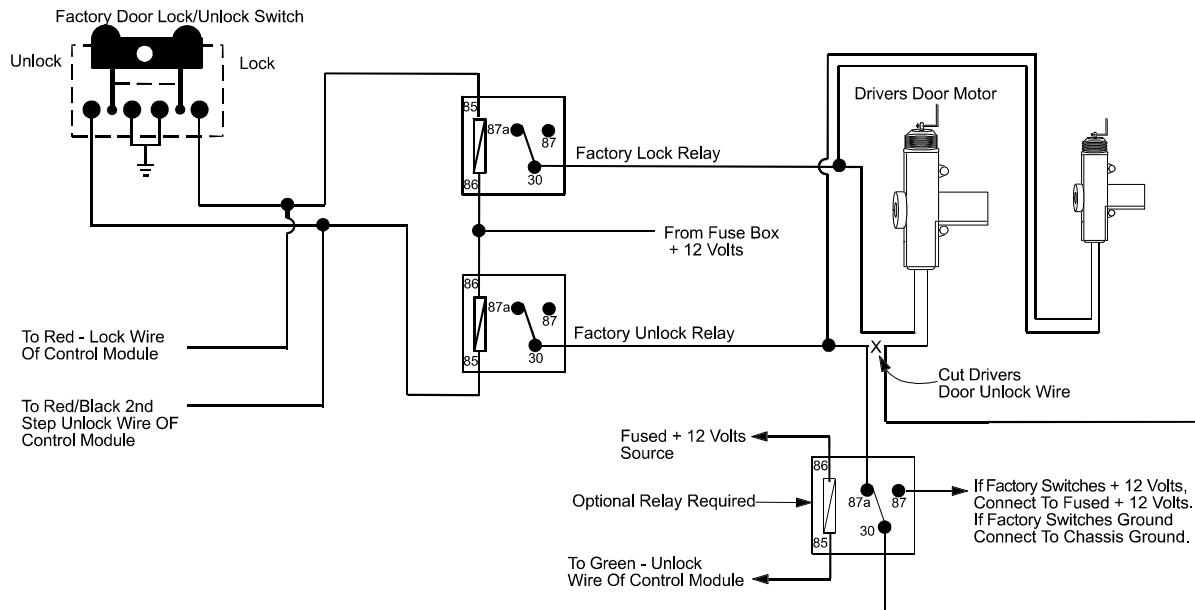 Factory Door Lock/Unlock Switch
Unlock
Lock
85
87a
87
30
86
Factory Lock Relay
From Fuse Box
+ 12 Volts
86
87a
87
30
85
Factory Unlock Relay
Drivers Door Motor
To Red - Lock Wire
Of Control Module
To Red/Black 2nd
Step Unlock Wire OF
Control Module
X
Cut Drivers
Door Unlock Wire
Fused + 12 Volts
Source
Optional Relay Required
86
87a
87
30
85
If Factory Switches + 12 Volts,
Connect To Fused + 12 Volts.
If Factory Switches Ground
Connect To Chassis Ground.
To Green - Unlock
Wire Of Control Module